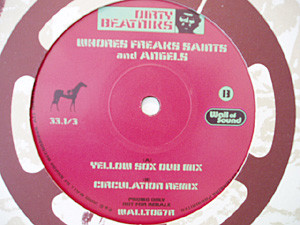 DIRTY
BEATNIKS
WHORES FREAKS SAINTS
and ANGELS
33.1/3
B
Wall of
Sound
YELLOW SOX DUB MIX
CIRCULATION REMIX
PROMO ONLY
NOT FOR RESALE
WALLT067R